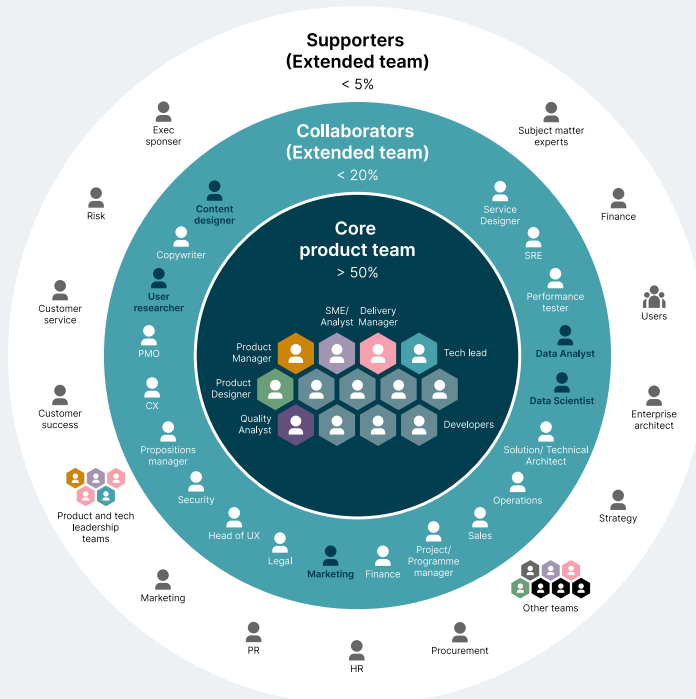 Supporters
(Extended team)
< 5%
Exec
sponser
Subject matter
experts
Risk
Finance
Customer
service
Users
Customer
success
Enterprise
architect
Product and tech
leadership
teams
Strategy
Marketing
Other teams
PR
HR
Procurement
Collaborators
(Extended team)
< 20%
Content
designer
Service
Designer
Copywriter
SRE
User
researcher
Performance
tester
PMO
Data Analyst
CX
Data Scientist
Propositions
manager
Solution/ Technical
Architect
Security
Operations
Head of UX
Sales
Legal
Marketing
Finance
Project/
Programme
manager
Core
product team
> 50%
SME/
Analyst
Delivery
Manager
Product
Manager
Tech lead
Product
Designer
Quality
Analyst
Developers